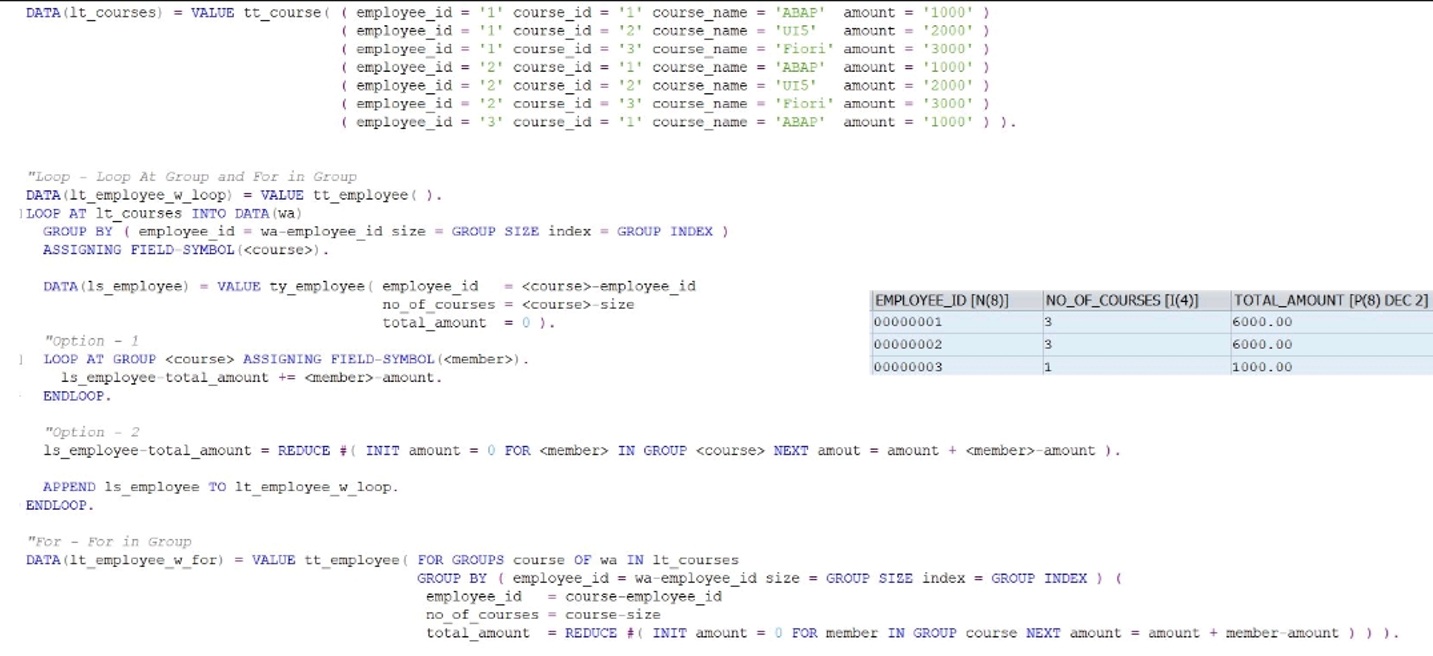 DATA(lt_courses) = VALUE tt_course( ( employee_id = '1' course_id = '1' course_name = 'ABAP' amount = '1000' )
( employee_id = '1' course_id = '2' course_name = 'UI5' amount = '2000' )
( employee_id = '1' course_id = '3' course_name = 'Fiori' amount = '3000' )
( employee_id = '2' course_id = '1' course_name = 'ABAP' amount = '1000' )
( employee_id = '2' course_id = '2' course_name = 'UI5' amount = '2000' )
( employee_id = '2' course_id = '3' course_name = 'Fiori' amount = '3000' )
( employee_id = '3' course_id = '1' course_name = 'ABAP' amount = '1000' ) ).
"Loop - Loop At Group and For in Group
DATA(lt_employee_w_loop) = VALUE tt_employee( ).
LOOP AT lt_courses INTO DATA(wa)
GROUP BY ( employee_id = wa-employee_id size = GROUP SIZE index = GROUP INDEX )
ASSIGNING FIELD-SYMBOL(<course>).
DATA(ls_employee) = VALUE ty_employee( employee_id = <course>-employee_id
no_of_courses = <course>-size
total_amount = 0 ).
"Option - 1
LOOP AT GROUP <course> ASSIGNING FIELD-SYMBOL(<member>).
ls_employee-total_amount += <member>-amount.
ENDLOOP.
"Option - 2
ls_employee-total_amount = REDUCE #( INIT amount = 0 FOR <member> IN GROUP <course> NEXT amout = amount + <member>-amount ).
APPEND ls_employee TO lt_employee_w_loop.
ENDLOOP.
EMPLOYEE_ID [N(8)] NO_OF_COURSES [I(4)] TOTAL_AMOUNT [P(8) DEC 2]
00000001 3 6000.00
00000002 3 6000.00
00000003 1 1000.00
"For - For in Group
DATA(lt_employee_w_for) = VALUE tt_employee( FOR GROUPS course OF wa IN lt_courses
GROUP BY ( employee_id = wa-employee_id size = GROUP SIZE index = GROUP INDEX ) (
employee_id = course-employee_id
no_of_courses = course-size
total_amount = REDUCE #( INIT amount = 0 FOR member IN GROUP course NEXT amount = amount + member-amount ) ) ).